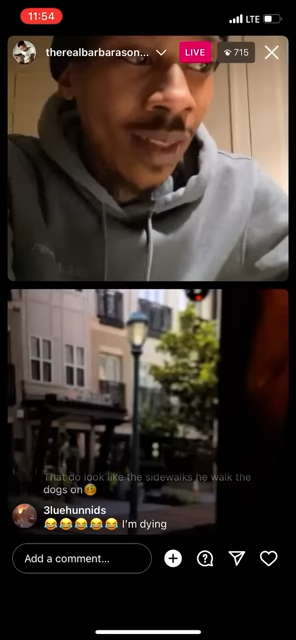 11:54
LTE
therealbarbarason...
LIVE
715
That do look like the sidewalks he walk the
dogs on😉
3luehunnids
😂😂😂😂😂 I'm dying
Add a comment...